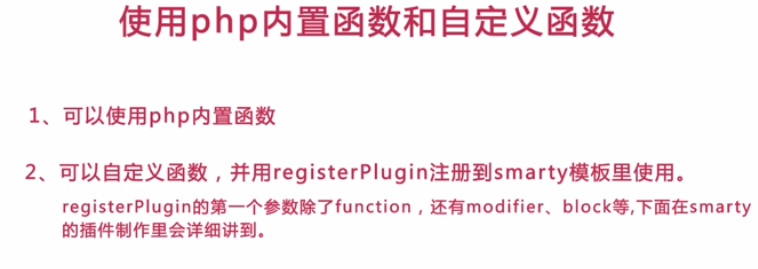 使用php内置函数和自定义函数
1、可以使用php内置函数
2、可以自定义函数，并用registerPlugin注册到smarty模板里使用。
registerPlugin的第一个参数除了function，还有modifier、block等,下面在smarty
的插件制作里会详细讲到。